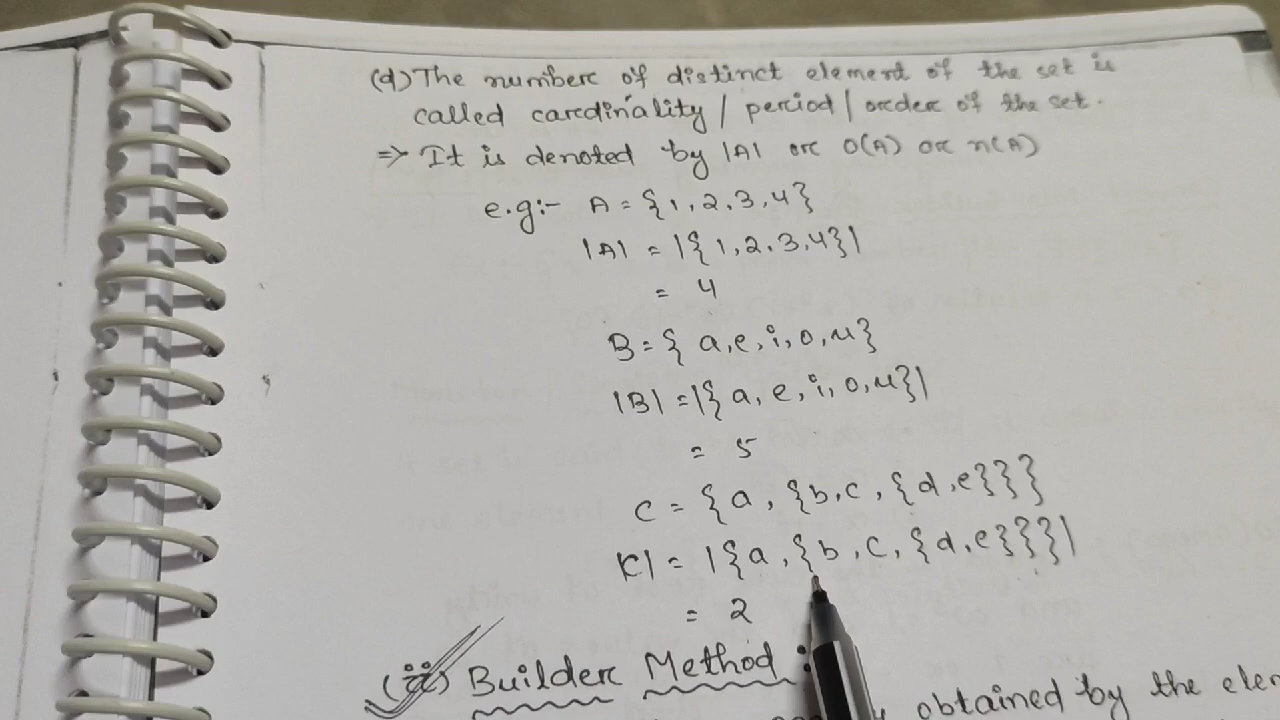 (d) The number of distinct element of the set is
called cardinality / period / order of the set.
⇒ It is denoted by |A| or O(A) or n(A)
e.g:- A = {1, 2, 3, 4}
|A| = |{1, 2, 3, 4}|
= 4
B = {a, e, i, o, u}
|B| = |{a, e, i, o, u}|
= 5
C = {a, {b, c, {d, e}}}
|C| = |{a, {b, c, {d, e}}}|
= 2
(ii) Builder Method :
obtained by the elem